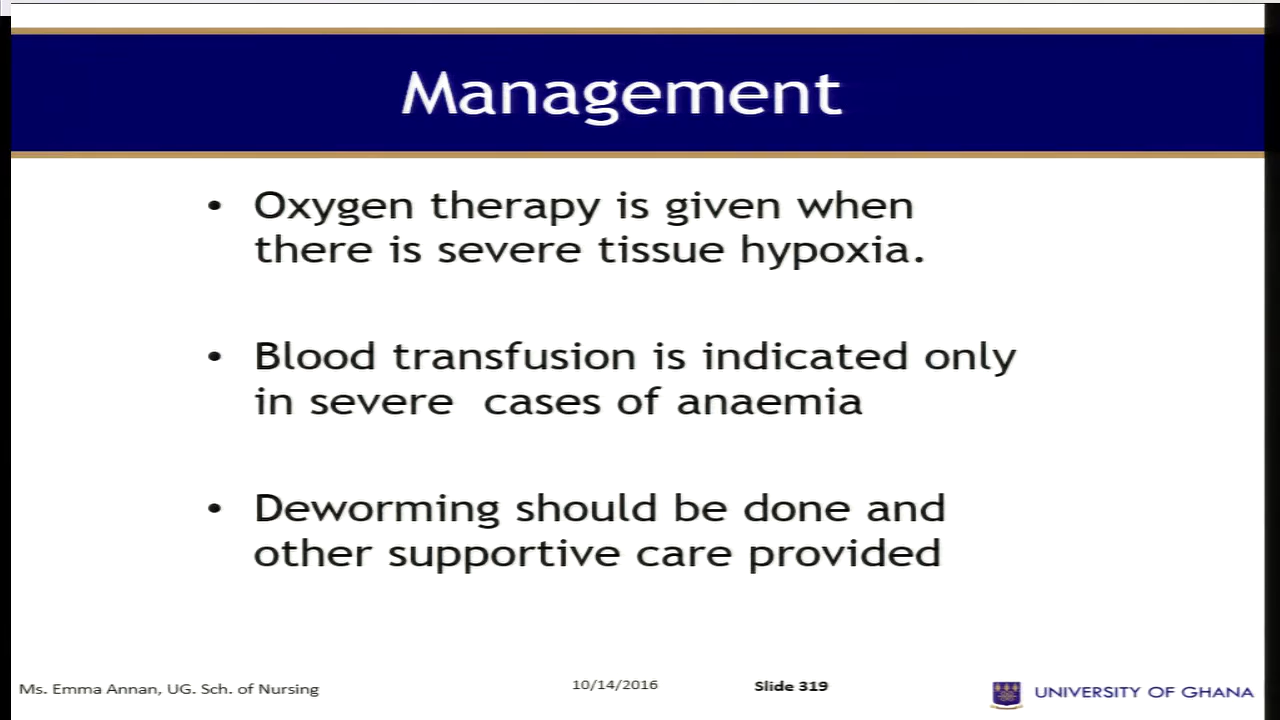 Management
• Oxygen therapy is given when
there is severe tissue hypoxia.
• Blood transfusion is indicated only
in severe  cases of anaemia
• Deworming should be done and
other supportive care provided
Ms. Emma Annan, UG. Sch. of Nursing
10/14/2016
Slide 319
UNIVERSITY OF GHANA